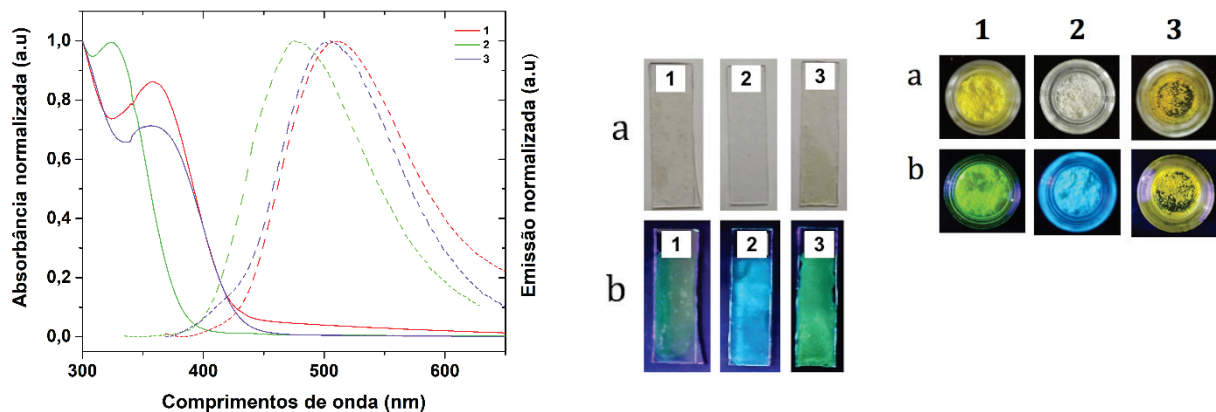 1,0
0,8
0,6
0,4
0,2
0,0
Absorbância normalizada (a.u)
300 400 500 600
Comprimentos de onda (nm)
Emissão normalizada (a.u)
1
2
3
a
1 2 3
b
1 2 3
1 2 3
a
b